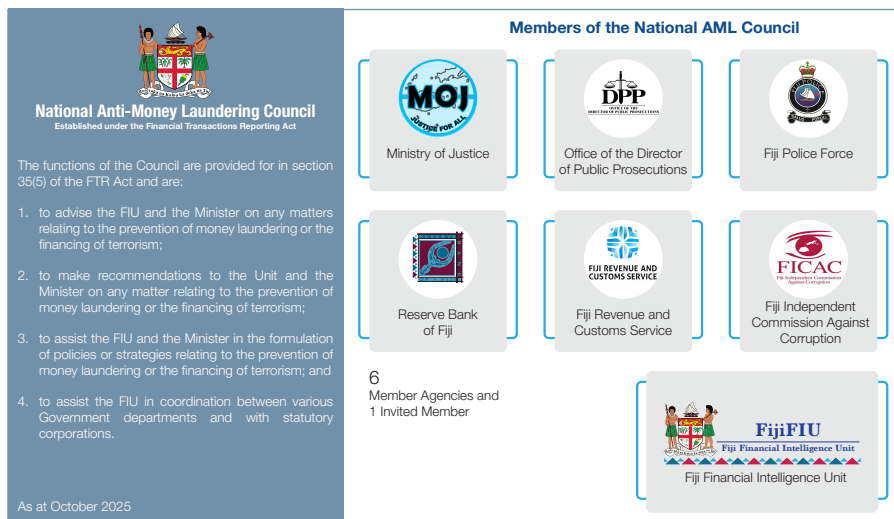 National Anti-Money Laundering Council
Established under the Financial Transactions Reporting Act
The functions of the Council are provided for in section
35(5) of the FTR Act and are:
1. to advise the FIU and the Minister on any matters
relating to the prevention of money laundering or the
financing of terrorism;
2. to make recommendations to the Unit and the
Minister on any matter relating to the prevention of
money laundering or the financing of terrorism;
3. to assist the FIU and the Minister in the formulation
of policies or strategies relating to the prevention of
money laundering or the financing of terrorism; and
4. to assist the FIU in coordination between various
Government departments and with statutory
corporations.
As at October 2025
Members of the National AML Council
MOJ
JUSTICE FOR ALL
Ministry of Justice
DPP
OFFICE OF THE
DIRECTOR OF PUBLIC PROSECUTIONS
Office of the Director
of Public Prosecutions
Fiji Police Force
Reserve Bank
of Fiji
FIJI REVENUE AND
CUSTOMS SERVICE
Fiji Revenue and
Customs Service
FICAC
Fiji Independent Commission
Against Corruption
Fiji Independent
Commission Against
Corruption
6
Member Agencies and
1 Invited Member
FijiFIU
Fiji Financial Intelligence Unit
Fiji Financial Intelligence Unit